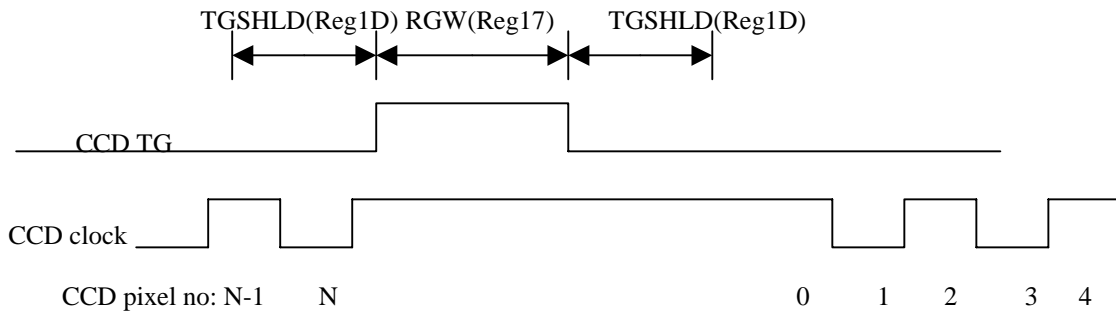 TGSHLD(Reg1D) RGW(Reg17) TGSHLD(Reg1D)
CCD TG
CCD clock
CCD pixel no: N-1 N 0 1 2 3 4